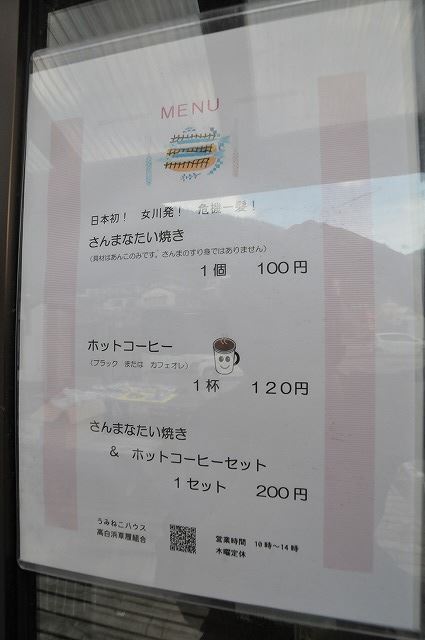 MENU
日本初! 女川発! 危機一髪!
さんまなたい焼き
(具材はあんこのみです。さんまのすり身ではありません)
1個 100円
ホットコーヒー
(ブラック または カフェオレ)
1杯 120円
さんまなたい焼き
& ホットコーヒーセット
1セット 200円
うみねこハウス
高白浜草履組合
営業時間 10時~14時
木曜定休